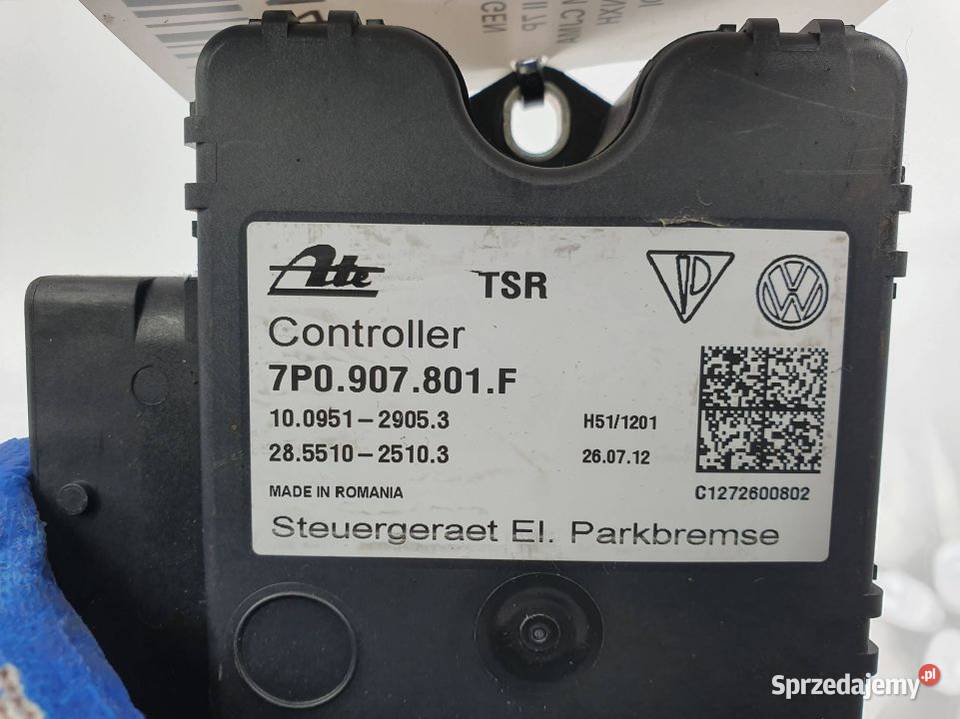 Ate TSR
Controller
7P0.907.801.F
10.0951-2905.3 H51/1201
28.5510-2510.3 26.07.12
MADE IN ROMANIA C1272600802
Steuergeraet El. Parkbremse
Sprzedajemy.pl